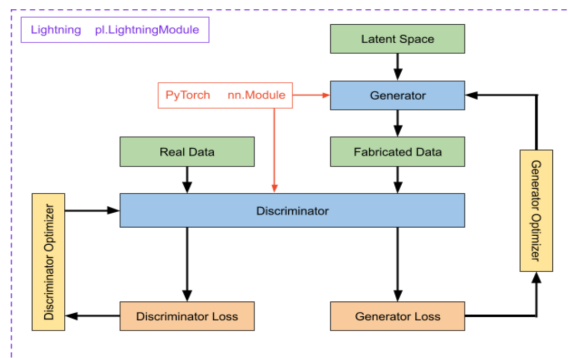 Lightning pl.LightningModule
Latent Space
PyTorch nn.Module
Generator
Real Data
Fabricated Data
Discriminator
Discriminator Optimizer
Generator Optimizer
Discriminator Loss
Generator Loss